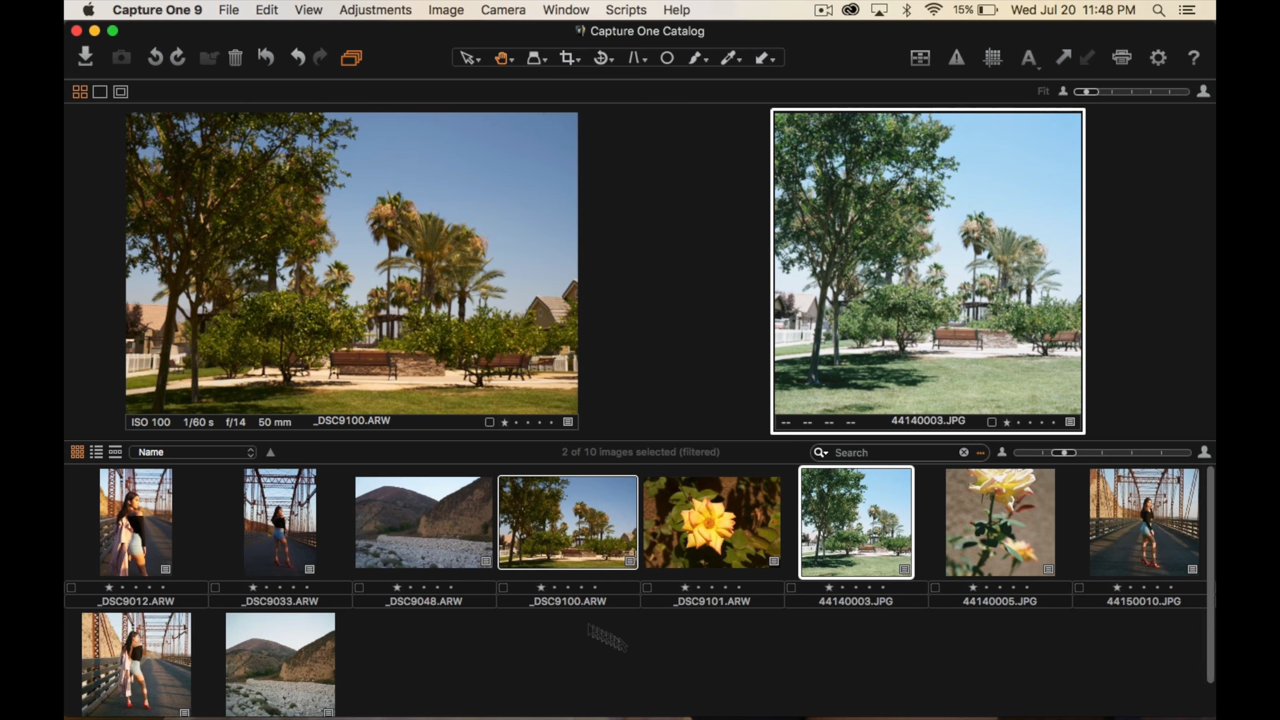 Capture One 9 File Edit View Adjustments Image Camera Window Scripts Help 15% Wed Jul 20 11:48 PM
Capture One Catalog
A ?
Fit
ISO 100 1/60 s f/14 50 mm _DSC9100.ARW
-- -- -- -- 44140003.JPG
Name 2 of 10 images selected (filtered) Search
_DSC9012.ARW _DSC9033.ARW _DSC9048.ARW _DSC9100.ARW _DSC9101.ARW 44140003.JPG 44140005.JPG 44150010.JPG